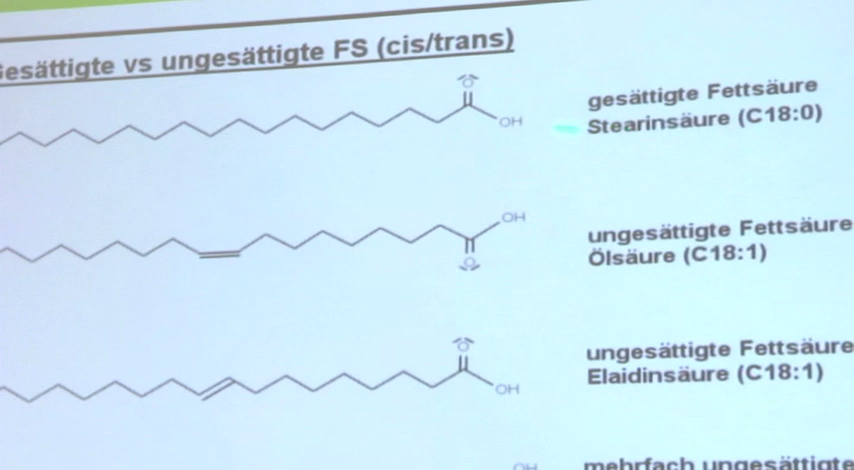 Gesättigte vs ungesättigte FS (cis/trans)
O
OH
gesättigte Fettsäure
Stearinsäure (C18:0)
OH
O
ungesättigte Fettsäure
Ölsäure (C18:1)
O
OH
ungesättigte Fettsäure
Elaidinsäure (C18:1)
OH
mehrfach ungesättigte